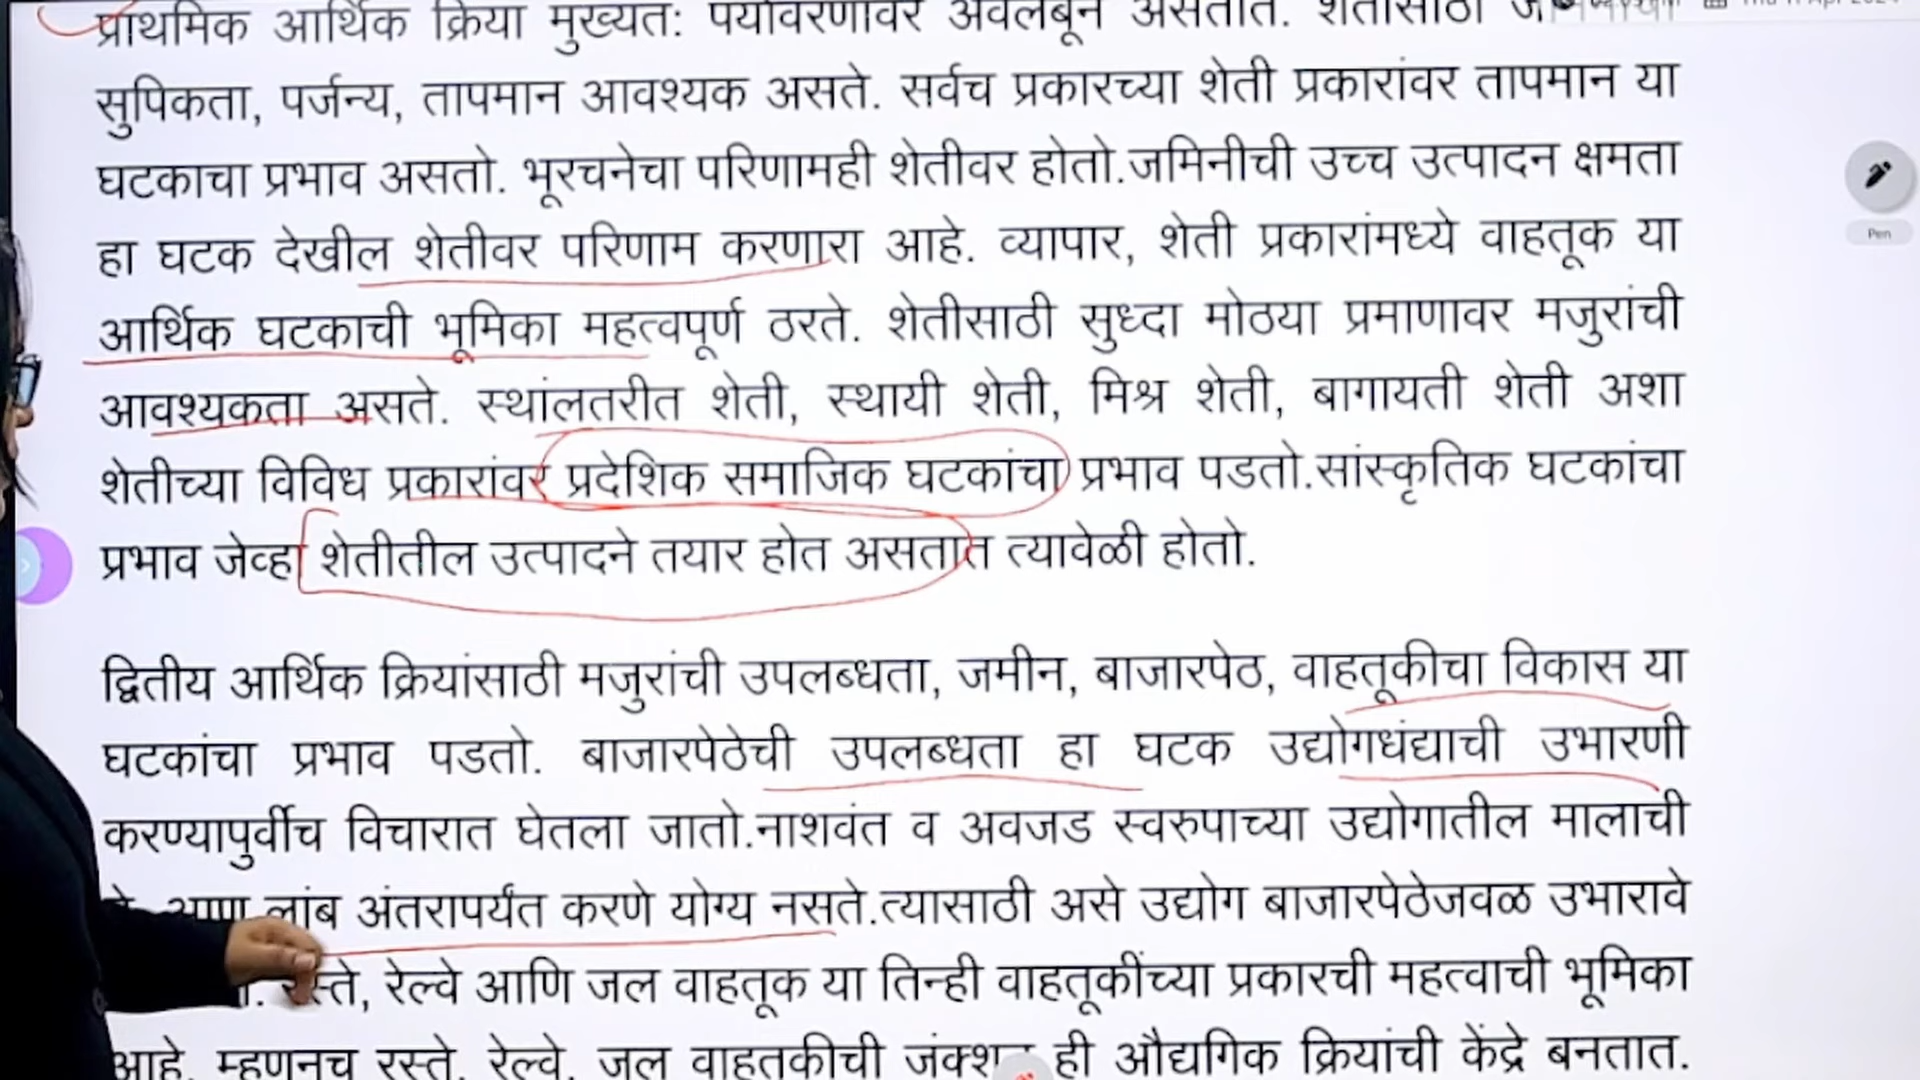 प्राथमिक आर्थिक क्रिया मुख्यत: पर्यावरणावर अवलंबून असतात. शेतीसाठी
सुपिकता, पर्जन्य, तापमान आवश्यक असते. सर्वच प्रकारच्या शेती प्रकारांवर तापमान या
घटकाचा प्रभाव असतो. भूरचनेचा परिणामही शेतीवर होतो.जमिनीची उच्च उत्पादन क्षमता
हा घटक देखील शेतीवर परिणाम करणारा आहे. व्यापार, शेती प्रकारांमध्ये वाहतूक या
आर्थिक घटकाची भूमिका महत्वपूर्ण ठरते. शेतीसाठी सुध्दा मोठया प्रमाणावर मजुरांची
आवश्यकता असते. स्थांलतरीत शेती, स्थायी शेती, मिश्र शेती, बागायती शेती अशा
शेतीच्या विविध प्रकारांवर प्रदेशिक समाजिक घटकांचा प्रभाव पडतो.सांस्कृतिक घटकांचा
प्रभाव जेव्हा शेतीतील उत्पादने तयार होत असतात त्यावेळी होतो.
द्वितीय आर्थिक क्रियांसाठी मजुरांची उपलब्धता, जमीन, बाजारपेठ, वाहतूकीचा विकास या
घटकांचा प्रभाव पडतो. बाजारपेठेची उपलब्धता हा घटक उद्योगधंद्याची उभारणी
करण्यापुर्वीच विचारात घेतला जातो.नाशवंत व अवजड स्वरुपाच्या उद्योगातील मालाची
लांब अंतरापर्यंत करणे योग्य नसते.त्यासाठी असे उद्योग बाजारपेठेजवळ उभारावे
रस्ते, रेल्वे आणि जल वाहतूक या तिन्ही वाहतूकींच्या प्रकारची महत्वाची भूमिका
आहे. म्हणूनच रस्ते, रेल्वे, जल वाहतूकीची ही औद्यगिक क्रियांची केंद्रे बनतात.
Pen